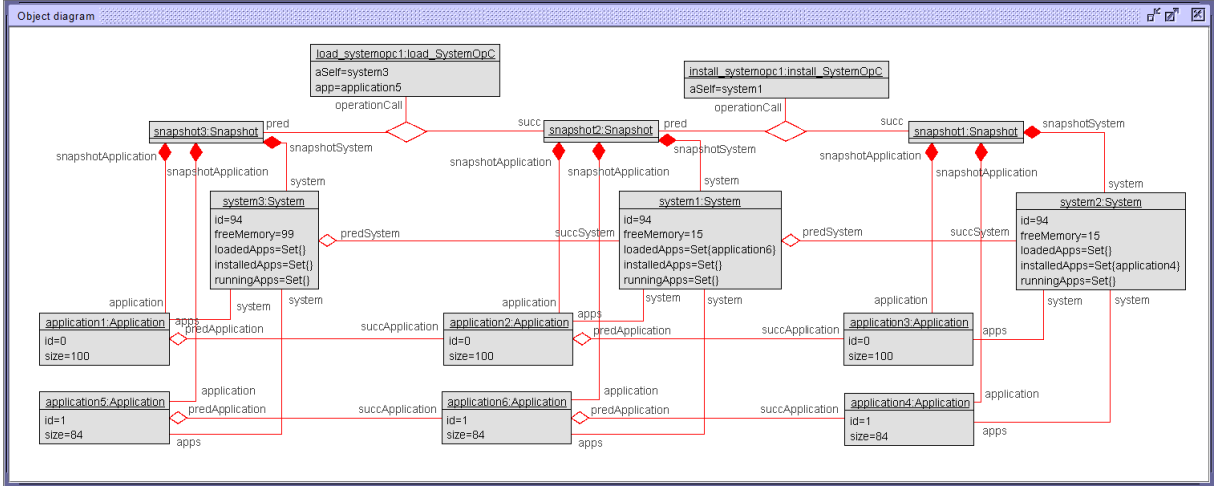 Object diagram
load_systemopc1:load_SystemOpC
aSelf=system3
app=application5
install_systemopc1:install_SystemOpC
aSelf=system1
operationCall
operationCall
snapshot3:Snapshot
pred
succ
snapshot2:Snapshot
pred
succ
snapshot1:Snapshot
snapshotSystem
snapshotApplication
snapshotSystem
snapshotApplication
snapshotSystem
snapshotApplication
snapshotApplication
snapshotApplication
snapshotApplication
system
system
system
system3:System
id=94
freeMemory=99
loadedApps=Set{}
installedApps=Set{}
runningApps=Set{}
predSystem
succSystem
system1:System
id=94
freeMemory=15
loadedApps=Set{application6}
installedApps=Set{}
runningApps=Set{}
predSystem
succSystem
system2:System
id=94
freeMemory=15
loadedApps=Set{}
installedApps=Set{application4}
runningApps=Set{}
application
system
system
application
system
system
application
system
system
application1:Application
id=0
size=100
apps
predApplication
succApplication
application2:Application
id=0
size=100
apps
predApplication
succApplication
application3:Application
id=0
size=100
apps
application
application
application
application5:Application
id=1
size=84
predApplication
apps
succApplication
application6:Application
id=1
size=84
predApplication
apps
succApplication
application4:Application
id=1
size=84
apps